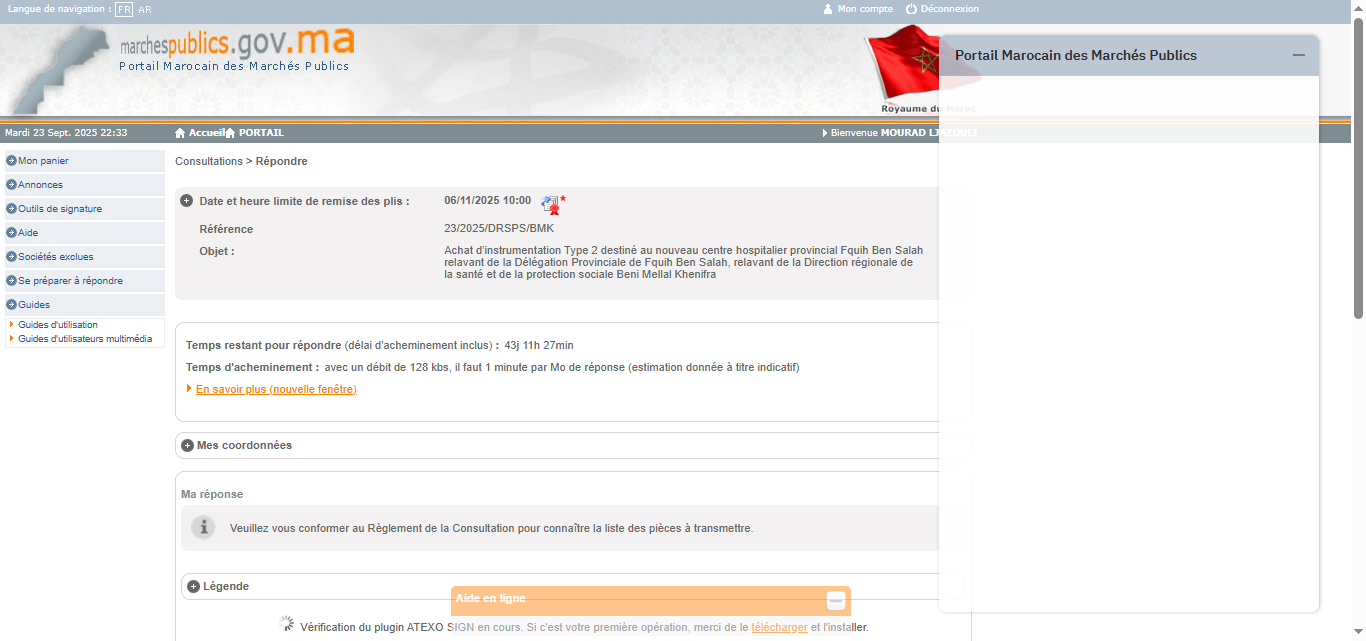 Langue de navigation : FR AR
Mon compte Déconnexion
marchespublics.gov.ma
Portail Marocain des Marchés Publics
Royaume du Maroc
Portail Marocain des Marchés Publics
Mardi 23 Sept. 2025 22:33
Accueil PORTAIL
Bienvenue MOURAD LJAZOULI
Mon panier
Annonces
Outils de signature
Aide
Sociétés exclues
Se préparer à répondre
Guides
Guides d'utilisation
Guides d'utilisateurs multimédia
Consultations > Répondre
Date et heure limite de remise des plis : 06/11/2025 10:00 *
Référence 23/2025/DRSPS/BMK
Objet : Achat d'instrumentation Type 2 destiné au nouveau centre hospitalier provincial Fquih Ben Salah
relavant de la Délégation Provinciale de Fquih Ben Salah, relavant de la Direction régionale de
la santé et de la protection sociale Beni Mellal Khenifra
Temps restant pour répondre (délai d'acheminement inclus) : 43j 11h 27min
Temps d'acheminement : avec un débit de 128 kbs, il faut 1 minute par Mo de réponse (estimation donnée à titre indicatif)
En savoir plus (nouvelle fenêtre)
Mes coordonnées
Ma réponse
Veuillez vous conformer au Règlement de la Consultation pour connaître la liste des pièces à transmettre.
Légende
Aide en ligne
Vérification du plugin ATEXO SIGN en cours. Si c'est votre première opération, merci de le télécharger et l'installer.